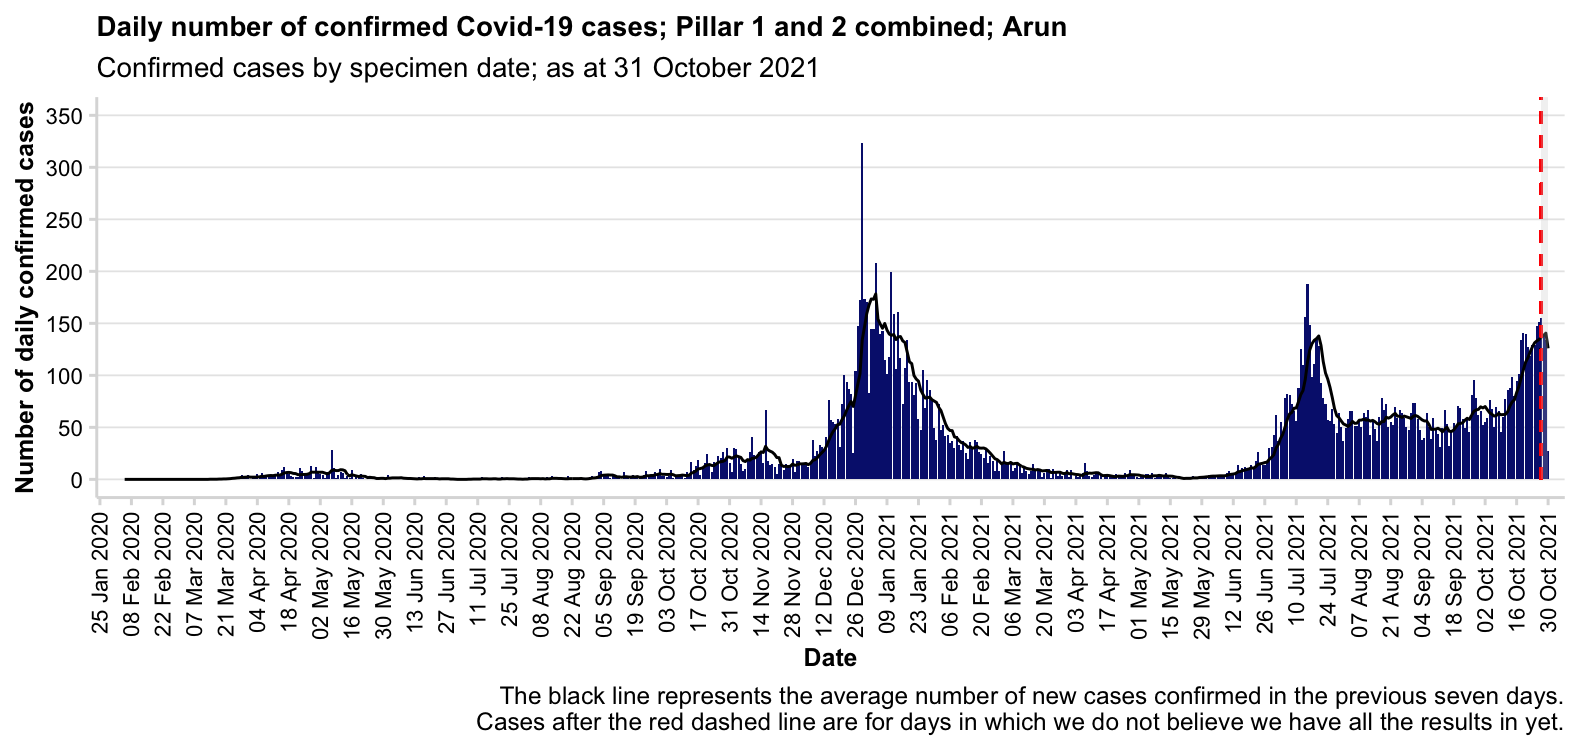 Daily number of confirmed Covid-19 cases; Pillar 1 and 2 combined; Arun
Confirmed cases by specimen date; as at 31 October 2021
Number of daily confirmed cases
350
300
250
200
150
100
50
0
25 Jan 2020
08 Feb 2020
22 Feb 2020
07 Mar 2020
21 Mar 2020
04 Apr 2020
18 Apr 2020
02 May 2020
16 May 2020
30 May 2020
13 Jun 2020
27 Jun 2020
11 Jul 2020
25 Jul 2020
08 Aug 2020
22 Aug 2020
05 Sep 2020
19 Sep 2020
03 Oct 2020
17 Oct 2020
31 Oct 2020
14 Nov 2020
28 Nov 2020
12 Dec 2020
26 Dec 2020
09 Jan 2021
23 Jan 2021
06 Feb 2021
20 Feb 2021
06 Mar 2021
20 Mar 2021
03 Apr 2021
17 Apr 2021
01 May 2021
15 May 2021
29 May 2021
12 Jun 2021
26 Jun 2021
10 Jul 2021
24 Jul 2021
07 Aug 2021
21 Aug 2021
04 Sep 2021
18 Sep 2021
02 Oct 2021
16 Oct 2021
30 Oct 2021
Date
The black line represents the average number of new cases confirmed in the previous seven days.
Cases after the red dashed line are for days in which we do not believe we have all the results in yet.